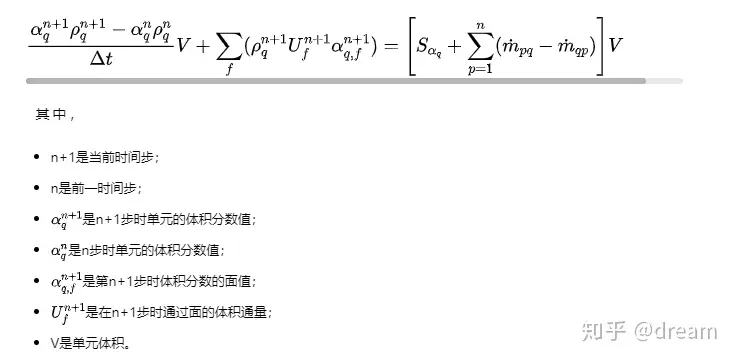 $$\frac{\alpha_q^{n+1}\rho_q^{n+1}-\alpha_q^n\rho_q^n}{\Delta t}V+\sum_f(\rho_q^{n+1}U_f^{n+1}\alpha_{q,f}^{n+1})=\left[S_{\alpha_q}+\sum_{p=1}^n(\dot{m}_{pq}-\dot{m}_{qp})\right]V$$
其中，
• n+1是当前时间步；
• n是前一时间步；
• $\alpha_q^{n+1}$是n+1步时单元的体积分数值；
• $\alpha_q^n$是n步时单元的体积分数值；
• $\alpha_{q,f}^{n+1}$是第n+1步时体积分数的面值；
• $U_f^{n+1}$是在n+1步时通过面的体积通量；
• V是单元体积。
知乎 @dream